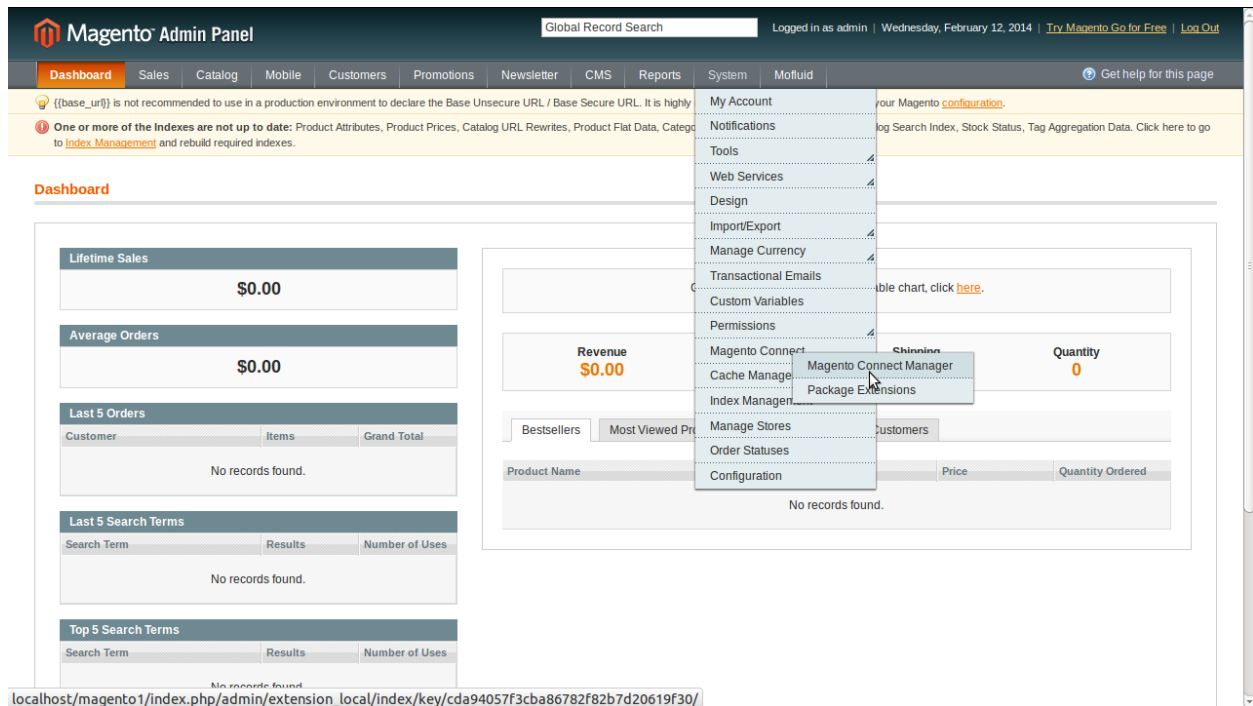 Magento Admin Panel
Global Record Search
Logged in as admin | Wednesday, February 12, 2014 | Try Magento Go for Free | Log Out
Dashboard Sales Catalog Mobile Customers Promotions Newsletter CMS Reports System Mofluid
Get help for this page
{{base_url}} is not recommended to use in a production environment to declare the Base Unsecure URL / Base Secure URL. It is highly your Magento configuration.
One or more of the Indexes are not up to date: Product Attributes, Product Prices, Catalog URL Rewrites, Product Flat Data, Search Index, Stock Status, Tag Aggregation Data. Click here to go
to Index Management and rebuild required indexes.
My Account
Notifications
Tools
Web Services
Design
Import/Export
Manage Currency
Transactional Emails
Custom Variables
Permissions
Magento Connect
Cache
Index Management
Manage Stores
Order Statuses
Configuration
Magento Connect Manager
Package Extensions
Dashboard
Lifetime Sales
$0.00
Average Orders
$0.00
Last 5 Orders
Customer Items Grand Total
No records found.
Last 5 Search Terms
Search Term Results Number of Uses
No records found.
Top 5 Search Terms
Search Term Results Number of Uses
No records found.
chart, click here.
Revenue Shipping Quantity
$0.00 0
Bestsellers Most Viewed Customers
Product Name Price Quantity Ordered
No records found.
localhost/magento1/index.php/admin/extension_local/index/key/cda94057f3cba86782f82b7d20619f30/